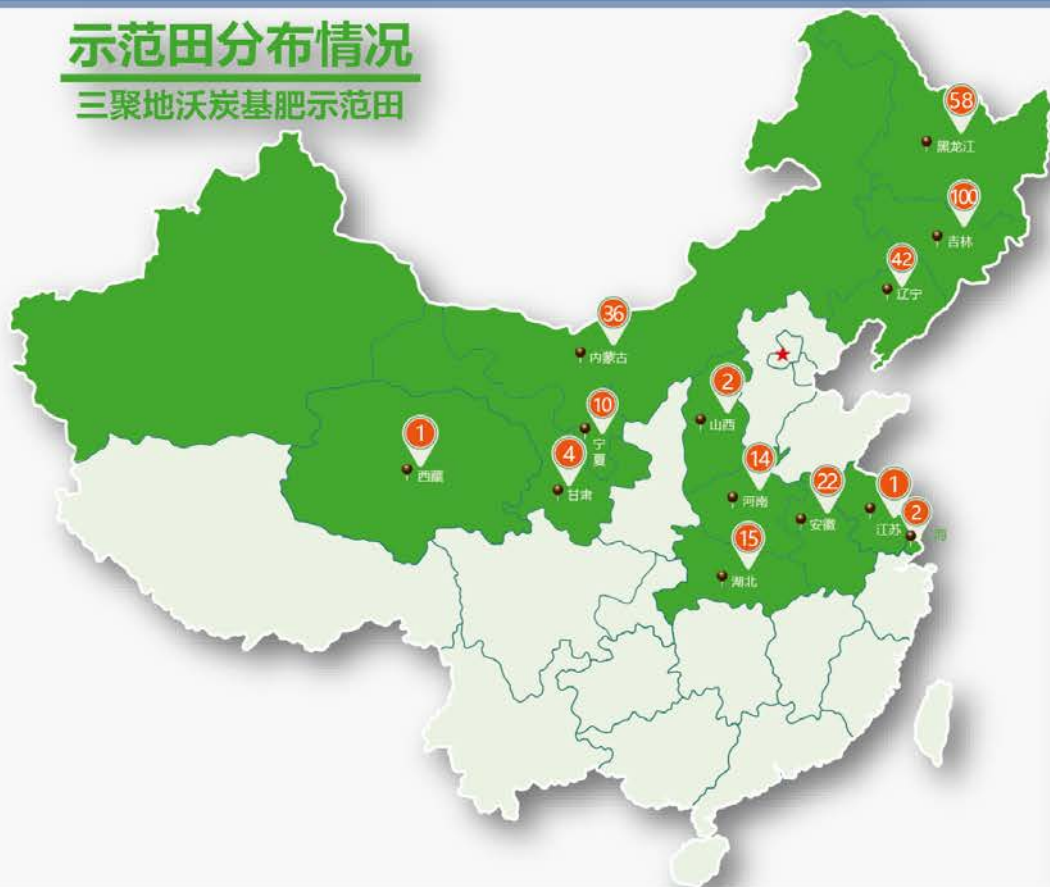 示范田分布情况
三聚地沃炭基肥示范田
58
黑龙江
100
吉林
42
辽宁
36
内蒙古
2
山西
10
宁夏
1
西藏
4
甘肃
14
河南
22
安徽
1
江苏
2
海
15
湖北